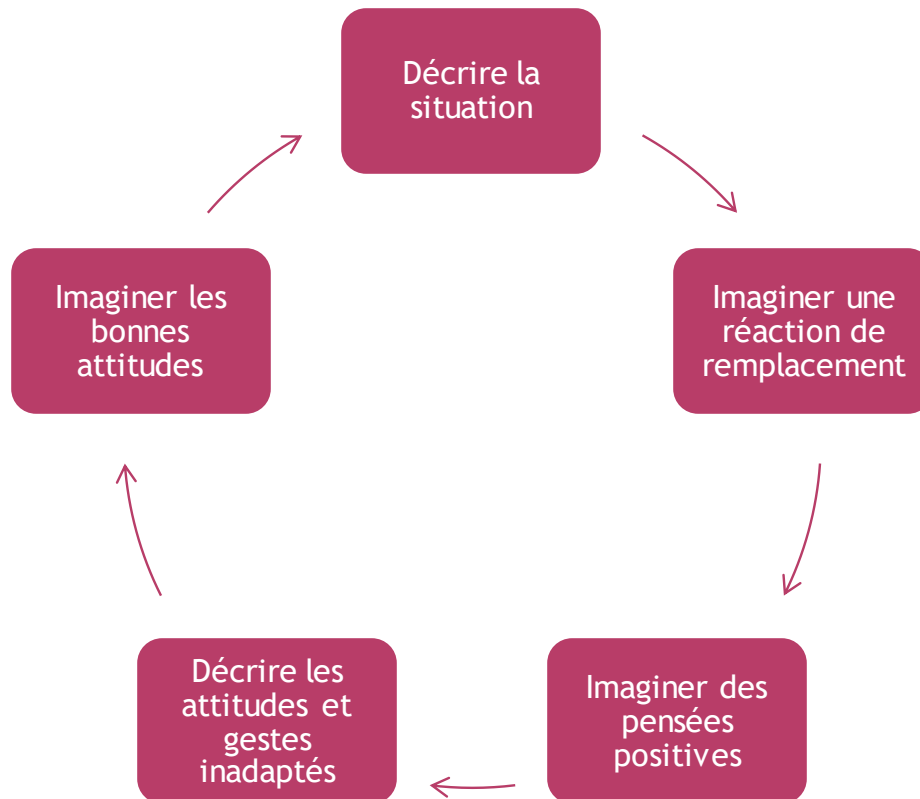 Décrire la
situation
Imaginer une
réaction de
remplacement
Imaginer des
pensées
positives
Décrire les
attitudes et
gestes
inadaptés
Imaginer les
bonnes
attitudes